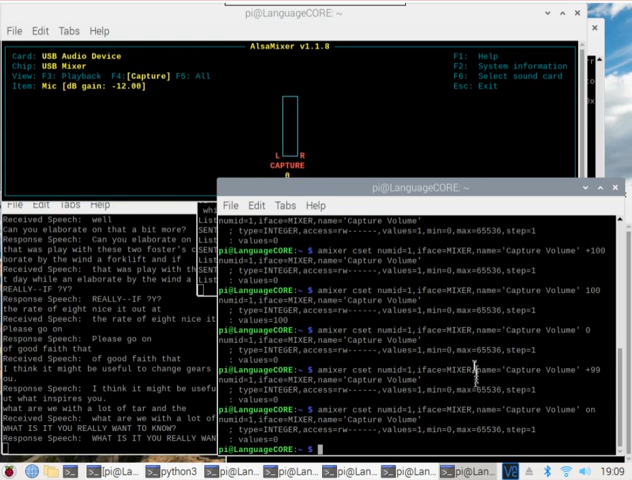 pi@LanguageCORE: ~
File Edit Tabs Help
AlsaMixer v1.1.8
Card: USB Audio Device F1: Help
Chip: USB Mixer F2: System information
View: F3: Playback F4:[Capture] F5: All F6: Select sound card
Item: Mic [dB gain: -12.00] Esc: Exit
L R
CAPTURE
0
File Edit Tabs Help
Received Speech: well
Can you elaborate on that a bit more?
Response Speech: Can you elaborate on
that was play with these two foster's c
borate by the wind a forklift and if
Received Speech: that was play with th
t day while an elaborate by the wind a
REALLY--IF ?Y?
Response Speech: REALLY--IF ?Y?
the rate of eight nice it out at
Received Speech: the rate of eight nice it
Please go on
Response Speech: Please go on
of good faith that
Received Speech: of good faith that
I think it might be useful to change gears
ou.
Response Speech: I think it might be usefu
ut what inspires you.
what are we with a lot of tar and the
Received Speech: what are we with a lot of
WHAT IS IT YOU REALLY WANT TO KNOW?
Response Speech: WHAT IS IT YOU REALLY WAN
whi
List
SENT
List
SENT
List
pi@LanguageCORE: ~
File Edit Tabs Help
numid=1,iface=MIXER,name='Capture Volume'
; type=INTEGER,access=rw------,values=1,min=0,max=65536,step=1
: values=0
pi@LanguageCORE:~ $ amixer cset numid=1,iface=MIXER,name='Capture Volume' +100
numid=1,iface=MIXER,name='Capture Volume'
; type=INTEGER,access=rw------,values=1,min=0,max=65536,step=1
: values=0
pi@LanguageCORE:~ $ amixer cset numid=1,iface=MIXER,name='Capture Volume' 100
numid=1,iface=MIXER,name='Capture Volume'
; type=INTEGER,access=rw------,values=1,min=0,max=65536,step=1
: values=100
pi@LanguageCORE:~ $ amixer cset numid=1,iface=MIXER,name='Capture Volume' 0
numid=1,iface=MIXER,name='Capture Volume'
; type=INTEGER,access=rw------,values=1,min=0,max=65536,step=1
: values=0
pi@LanguageCORE:~ $ amixer cset numid=1,iface=MIXER,name='Capture Volume' +99
numid=1,iface=MIXER,name='Capture Volume'
; type=INTEGER,access=rw------,values=1,min=0,max=65536,step=1
: values=0
pi@LanguageCORE:~ $ amixer cset numid=1,iface=MIXER,name='Capture Volume' on
numid=1,iface=MIXER,name='Capture Volume'
; type=INTEGER,access=rw------,values=1,min=0,max=65536,step=1
: values=0
pi@LanguageCORE:~ $
[pi@La... python3 pi@Lan... pi@Lan... pi@Lan... pi@Lan... pi@Lan... 19:09